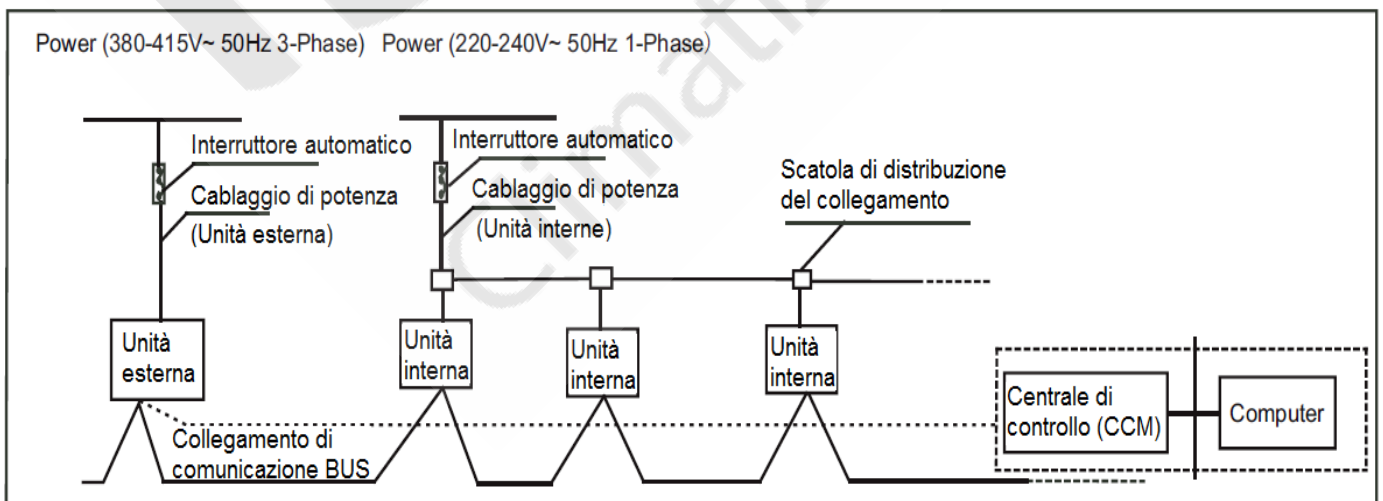 Power (380-415V~ 50Hz 3-Phase) Power (220-240V~ 50Hz 1-Phase)
Interruttore automatico
Cablaggio di potenza
(Unità esterna)
Interruttore automatico
Cablaggio di potenza
(Unità interne)
Scatola di distribuzione
del collegamento
Unità
esterna
Unità
interna
Unità
interna
Unità
interna
Centrale di
controllo (CCM)
Computer
Collegamento di
comunicazione BUS